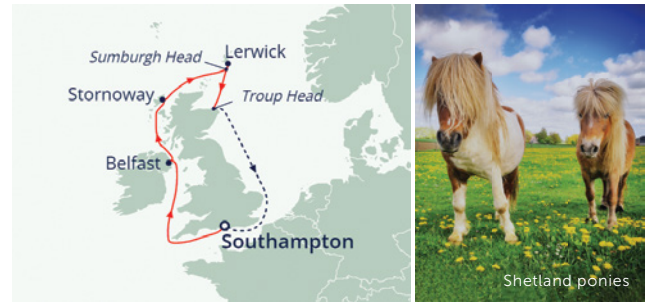 Lerwick
Sumburgh Head
Troup Head
Stornoway
Belfast
Southampton
Shetland ponies